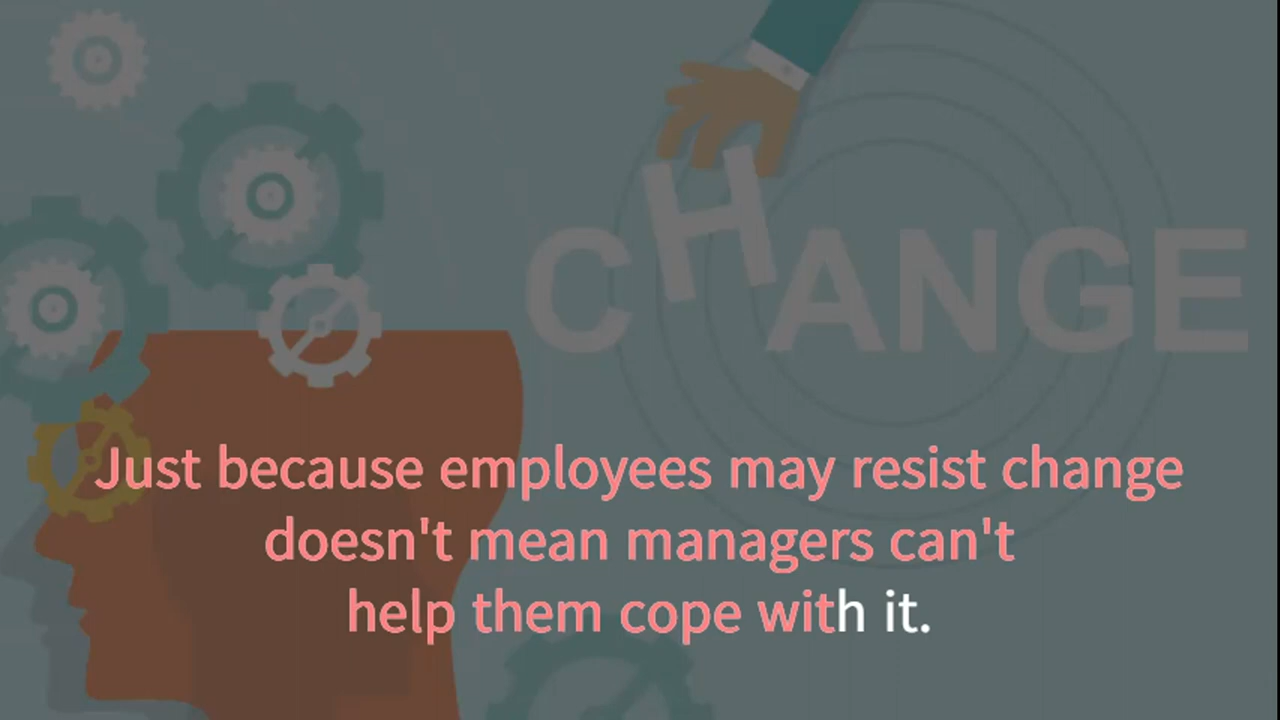 CHANGE
Just because employees may resist change
doesn't mean managers can't
help them cope with it.